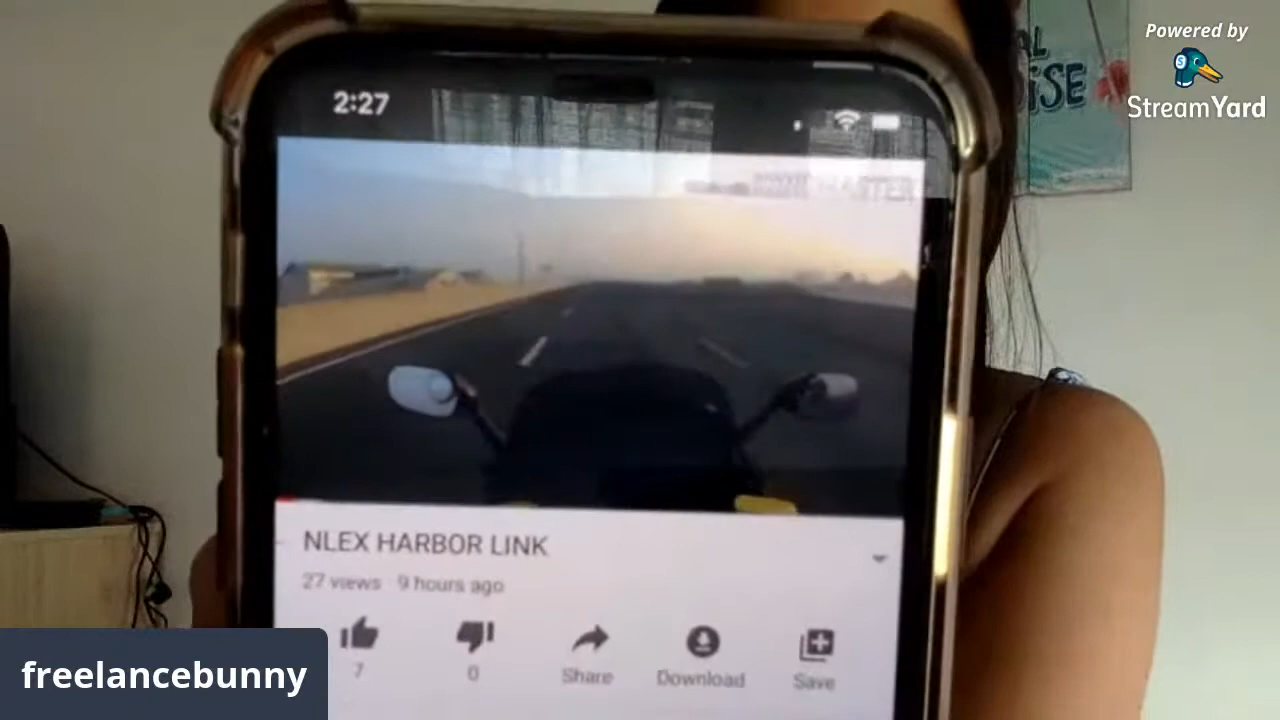 Powered by
StreamYard
2:27
MASTER
NLEX HARBOR LINK
27 views · 9 hours ago
7
0
Share
Download
Save
freelancebunny